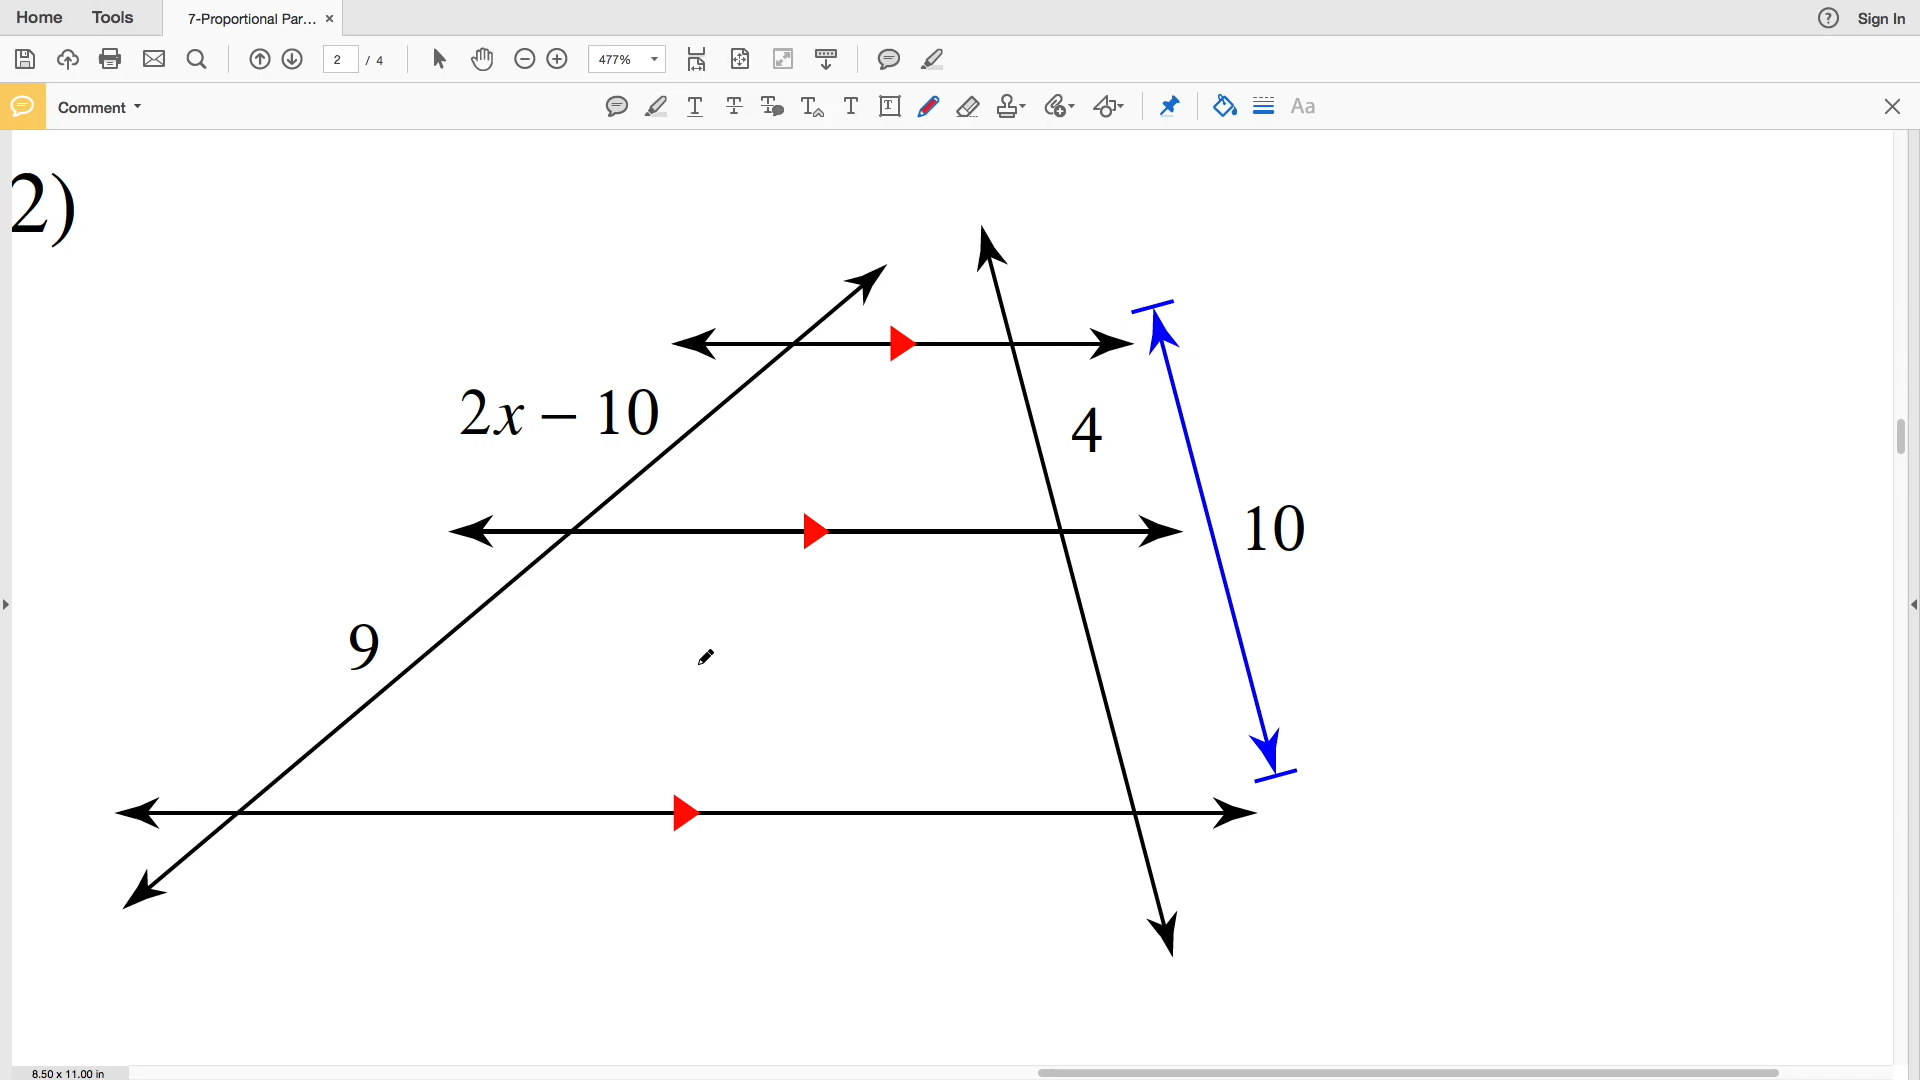 Home Tools 7-Proportional Par... × ? Sign In
2 / 4 477%
Comment T T T T T T Aa
2)
2x – 10
4
10
9
8.50 x 11.00 in